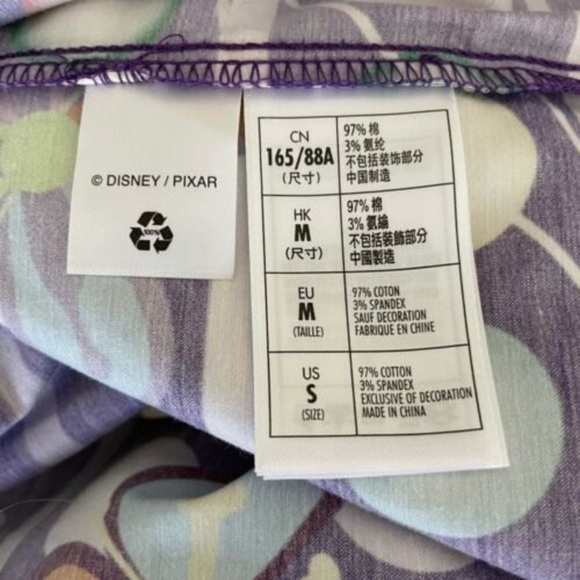 © DISNEY / PIXAR
100%
CN
165/88A
(尺寸)
97% 棉
3% 氨纶
不包括装饰部分
中国制造
HK
M
(尺寸)
97% 棉
3% 氨綸
不包括裝飾部分
中國製造
EU
M
(TAILLE)
97% COTON
3% SPANDEX
SAUF DECORATION
FABRIQUE EN CHINE
US
S
(SIZE)
97% COTTON
3% SPANDEX
EXCLUSIVE OF DECORATION
MADE IN CHINA